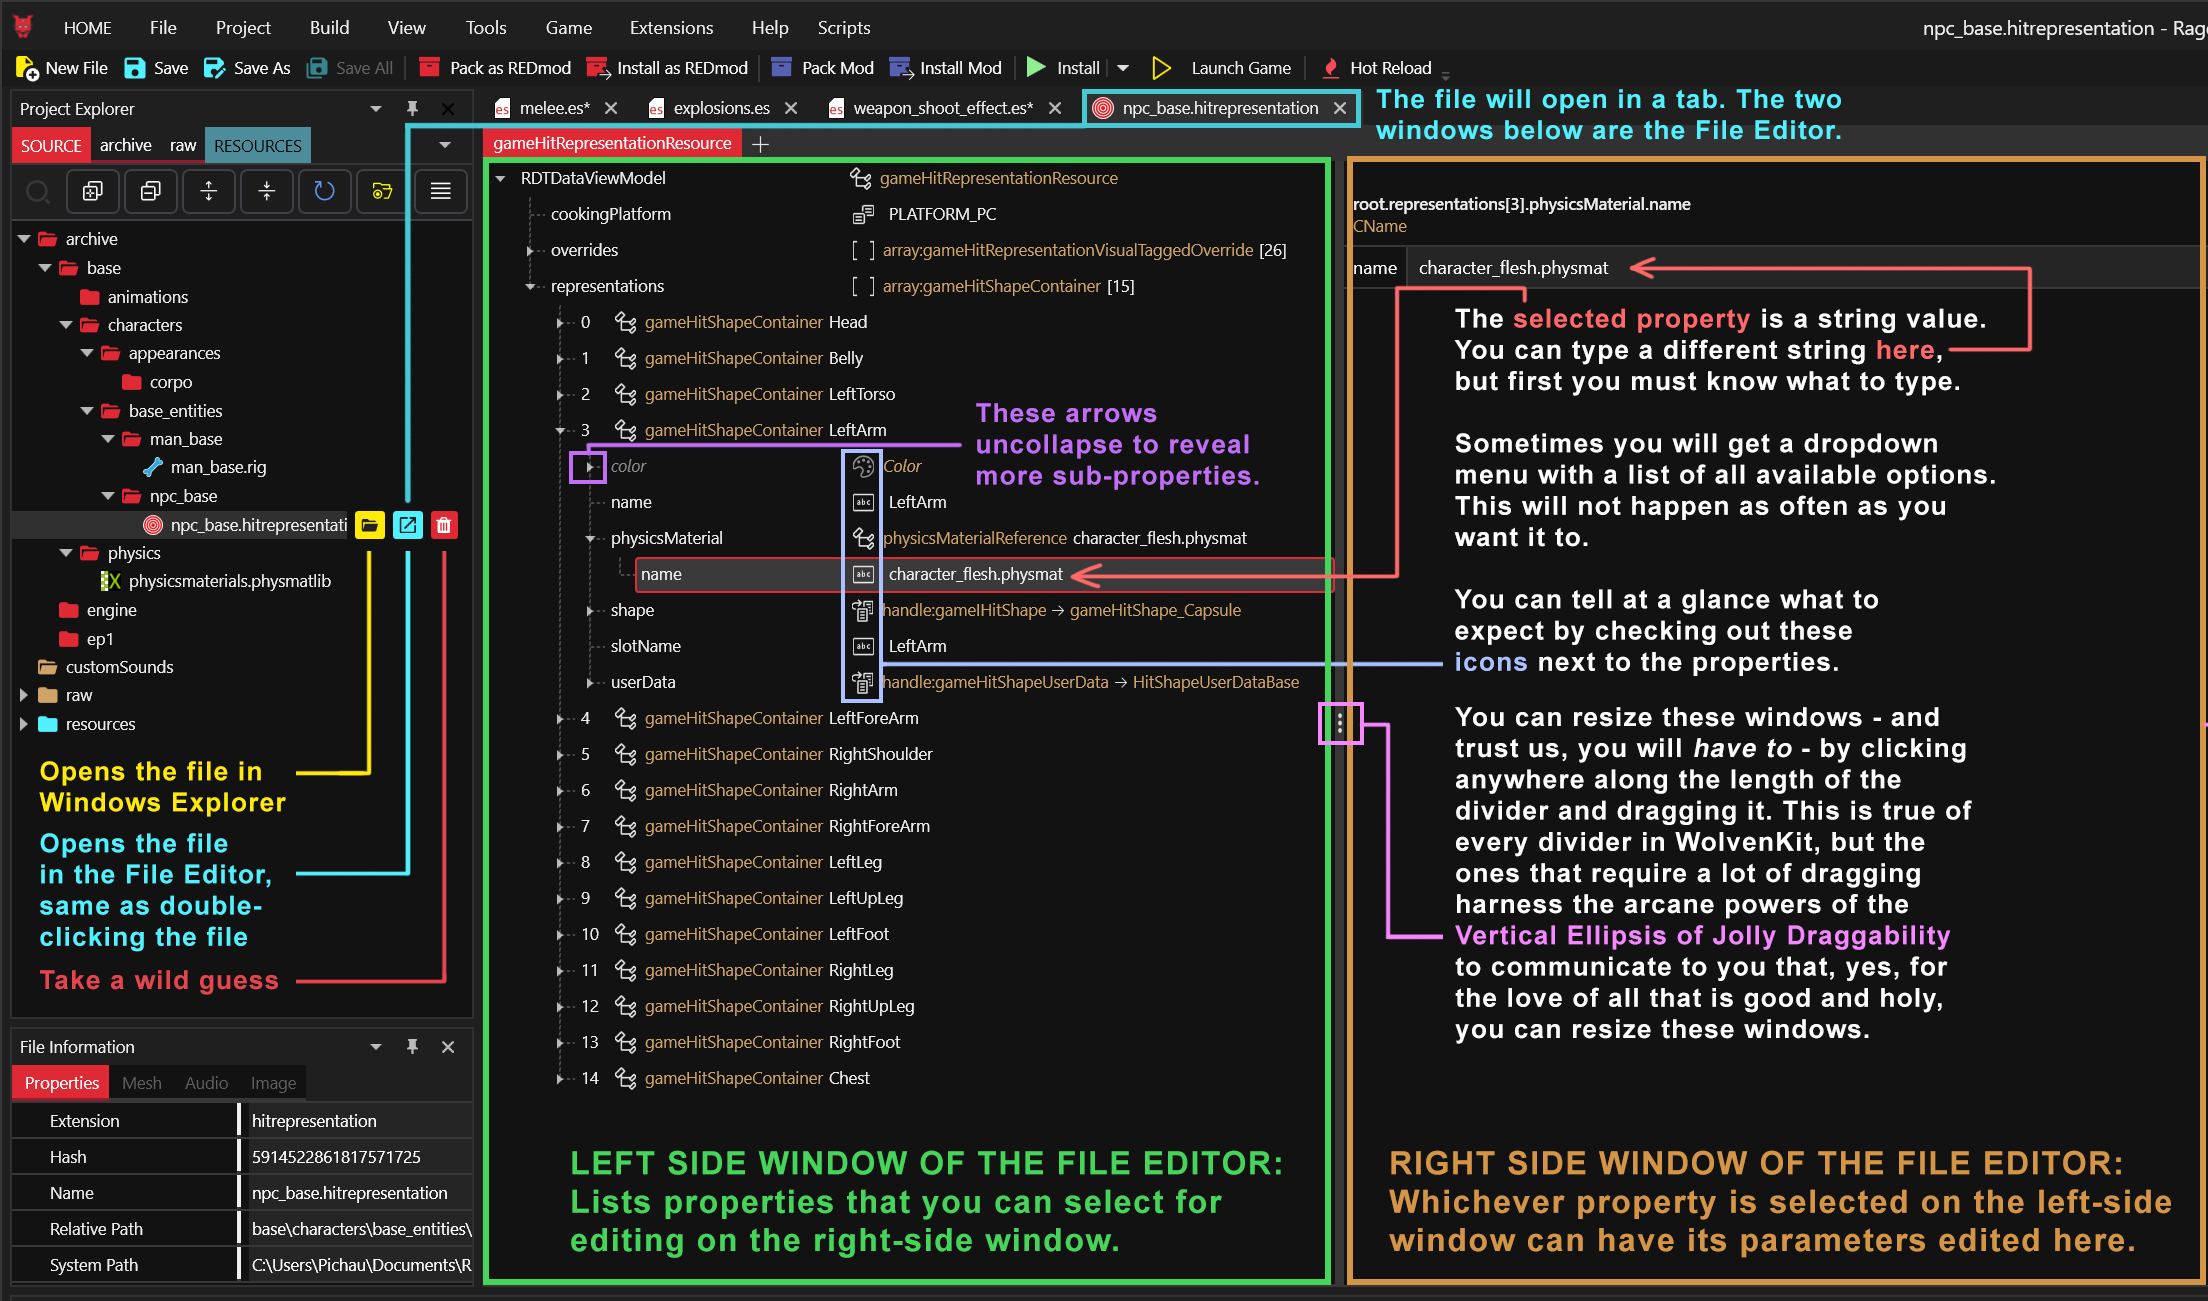 HOME File Project Build View Tools Game Extensions Help Scripts npc_base.hitrepresentation - Rage
New File Save Save As Save All Pack as REDmod Install as REDmod Pack Mod Install Mod Install Launch Game Hot Reload
Project Explorer
SOURCE archive raw RESOURCES
archive
base
animations
characters
appearances
corpo
base_entities
man_base
man_base.rig
npc_base
npc_base.hitrepresentati
physics
physicsmaterials.physmatlib
engine
ep1
customSounds
raw
resources
Opens the file in
Windows Explorer
Opens the file
in the File Editor,
same as double-
clicking the file
Take a wild guess
File Information
Properties Mesh Audio Image
Extension hitrepresentation
Hash 5914522861817571725
Name npc_base.hitrepresentation
Relative Path base\characters\base_entities\
System Path C:\Users\Pichau\Documents\R
es melee.es* es explosions.es es weapon_shoot_effect.es* npc_base.hitrepresentation
The file will open in a tab. The two
windows below are the File Editor.
gameHitRepresentationResource +
RDTDataViewModel gameHitRepresentationResource
cookingPlatform PLATFORM_PC
overrides [ ] array:gameHitRepresentationVisualTaggedOverride [26]
representations [ ] array:gameHitShapeContainer [15]
0 gameHitShapeContainer Head
1 gameHitShapeContainer Belly
2 gameHitShapeContainer LeftTorso
3 gameHitShapeContainer LeftArm
These arrows
uncollapse to reveal
more sub-properties.
color Color
name abc LeftArm
physicsMaterial physicsMaterialReference character_flesh.physmat
name abc character_flesh.physmat
shape handle:gameIHitShape → gameHitShape_Capsule
slotName abc LeftArm
userData handle:gameHitShapeUserData → HitShapeUserDataBase
4 gameHitShapeContainer LeftForeArm
5 gameHitShapeContainer RightShoulder
6 gameHitShapeContainer RightArm
7 gameHitShapeContainer RightForeArm
8 gameHitShapeContainer LeftLeg
9 gameHitShapeContainer LeftUpLeg
10 gameHitShapeContainer LeftFoot
11 gameHitShapeContainer RightLeg
12 gameHitShapeContainer RightUpLeg
13 gameHitShapeContainer RightFoot
14 gameHitShapeContainer Chest
LEFT SIDE WINDOW OF THE FILE EDITOR:
Lists properties that you can select for
editing on the right-side window.
root.representations[3].physicsMaterial.name
CName
name character_flesh.physmat
The selected property is a string value.
You can type a different string here,
but first you must know what to type.
Sometimes you will get a dropdown
menu with a list of all available options.
This will not happen as often as you
want it to.
You can tell at a glance what to
expect by checking out these
icons next to the properties.
You can resize these windows - and
trust us, you will have to - by clicking
anywhere along the length of the
divider and dragging it. This is true of
every divider in WolvenKit, but the
ones that require a lot of dragging
harness the arcane powers of the
Vertical Ellipsis of Jolly Draggability
to communicate to you that, yes, for
the love of all that is good and holy,
you can resize these windows.
RIGHT SIDE WINDOW OF THE FILE EDITOR:
Whichever property is selected on the left-side
window can have its parameters edited here.